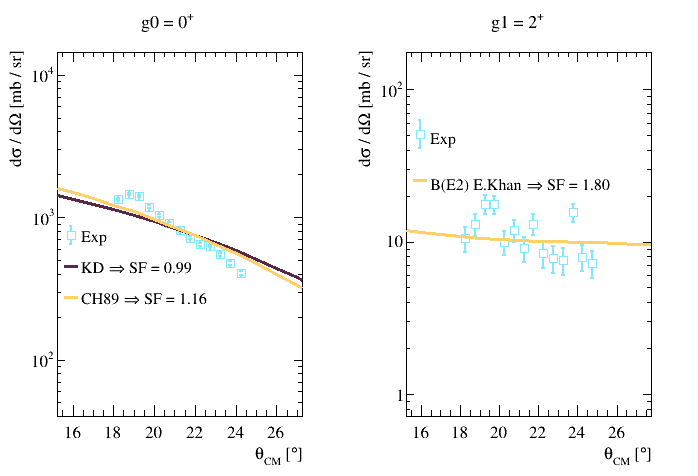 g0 = 0⁺
dσ / dΩ [mb / sr]
10⁴
10³
10²
Exp
KD ⇒ SF = 0.99
CH89 ⇒ SF = 1.16
16 18 20 22 24 26
θ_CM [°]
g1 = 2⁺
dσ / dΩ [mb / sr]
10²
10
1
Exp
B(E2) E.Khan ⇒ SF = 1.80
16 18 20 22 24 26
θ_CM [°]